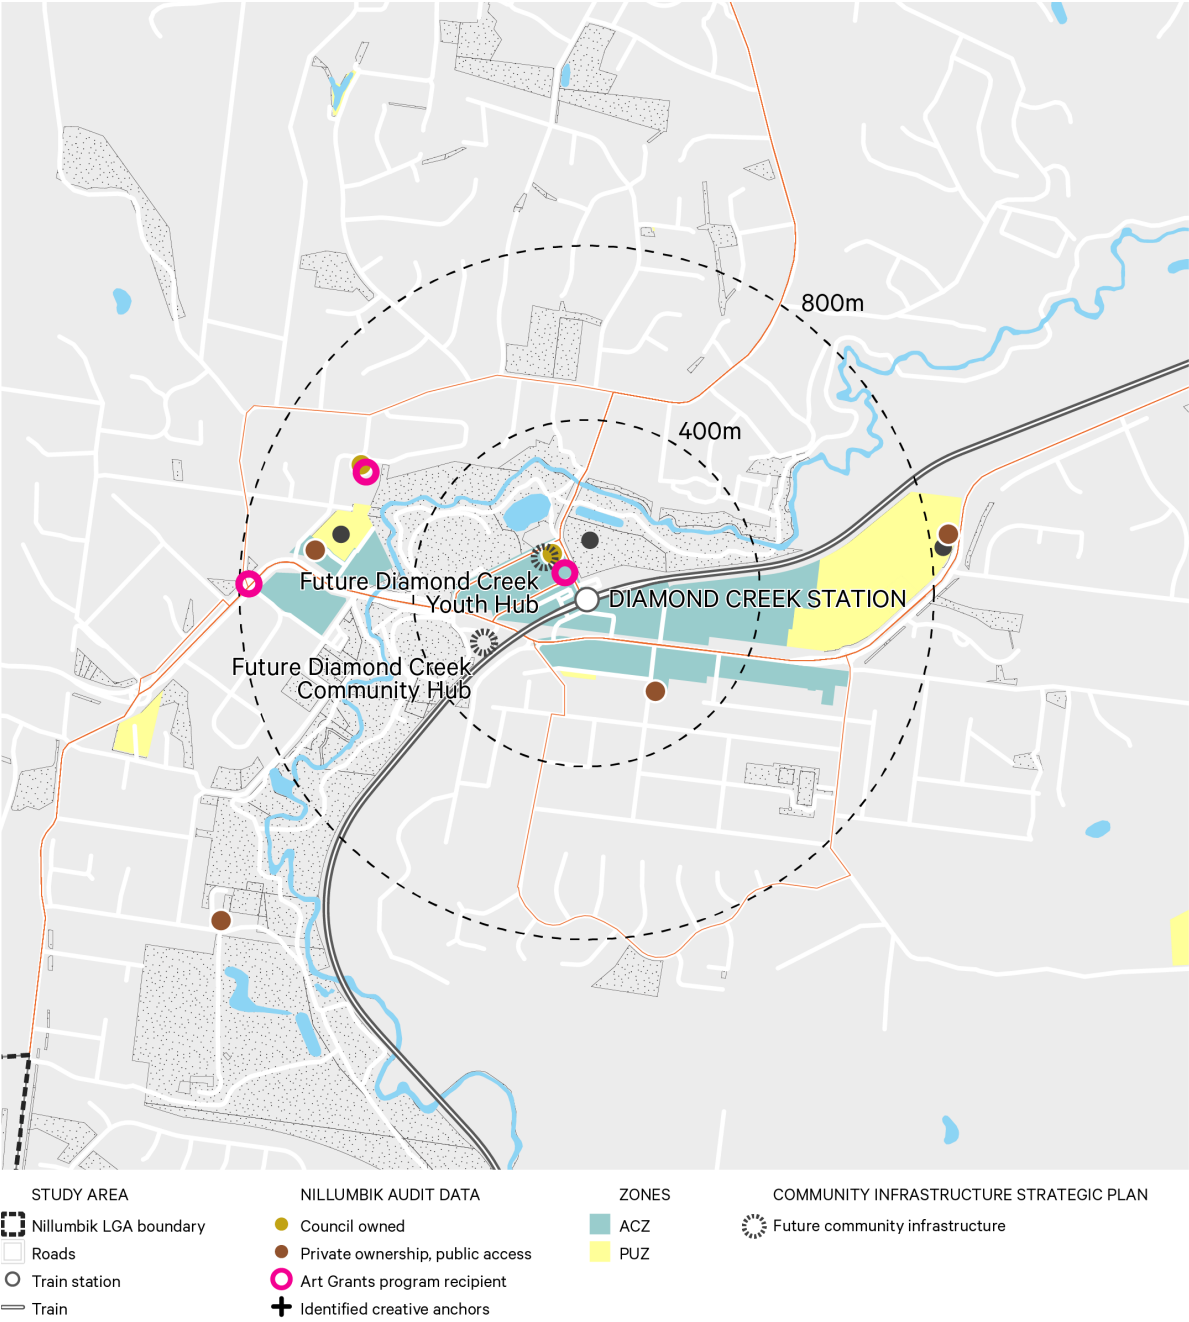 800m
400m
Future Diamond Creek
Youth Hub
DIAMOND CREEK STATION
Future Diamond Creek
Community Hub
STUDY AREA
Nillumbik LGA boundary
Roads
Train station
Train
NILLUMBIK AUDIT DATA
Council owned
Private ownership, public access
Art Grants program recipient
Identified creative anchors
ZONES
ACZ
PUZ
COMMUNITY INFRASTRUCTURE STRATEGIC PLAN
Future community infrastructure